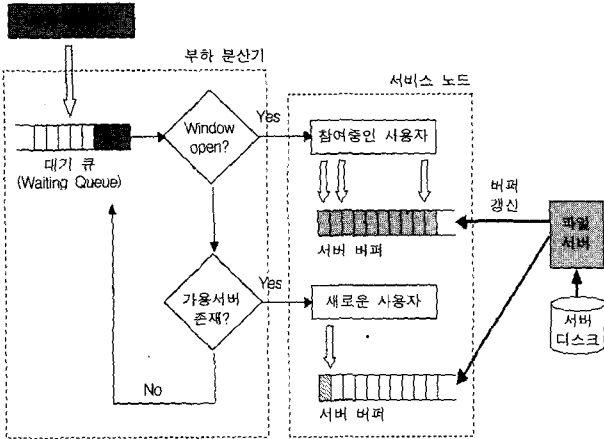 부하 분산기
서비스 노드
Window
open?
Yes
참여중인 사용자
대기 큐
(Waiting Queue)
버퍼
갱신
서버 버퍼
파일
서버
가용서버
존재?
Yes
새로운 사용자
서버
디스크
No
서버 버퍼